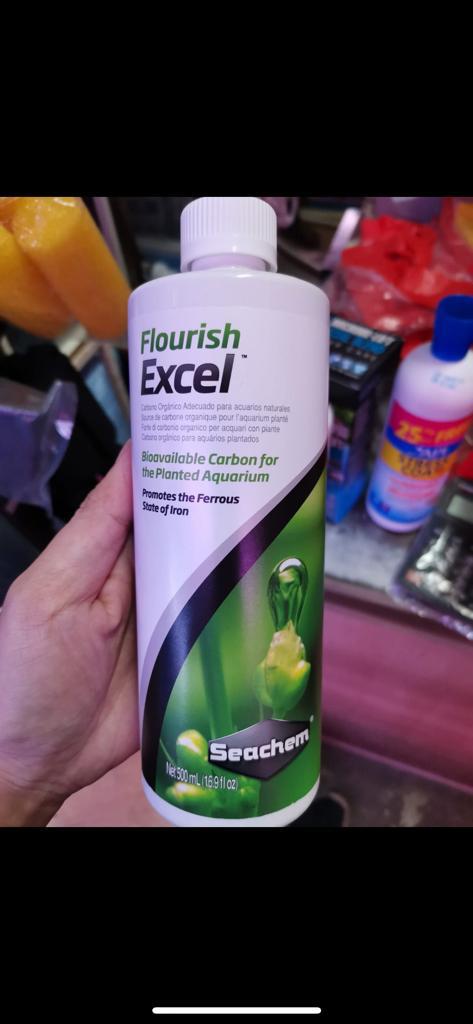 Flourish
Excel™
Carbono Orgánico Adecuado para acuarios naturales
Source de carbone organique pour l'aquarium planté
Fonte di carbonio organico per acquari con piante
Carbono orgânico para aquários plantados
Bioavailable Carbon for
the Planted Aquarium
Promotes the Ferrous
State of Iron
Seachem®
Net 500 mL (16.9 fl oz)
25%